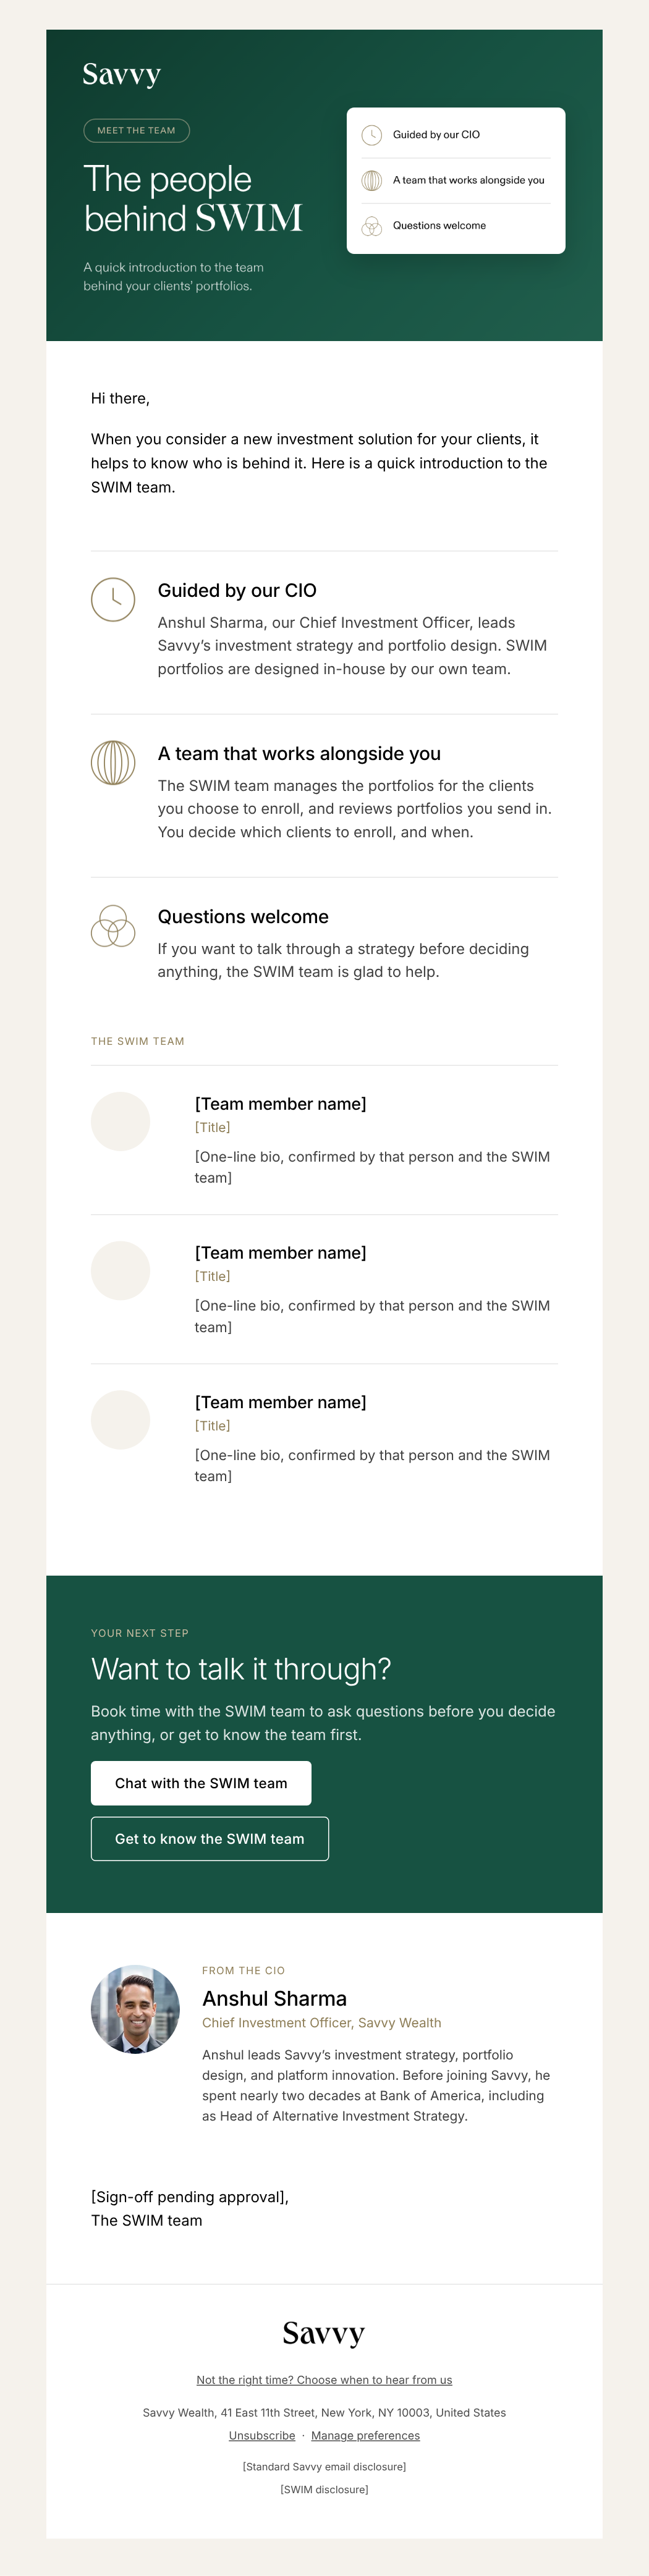 Savvy
MEET THE TEAM
The people
behind SWIM
A quick introduction to the team
behind your clients’ portfolios.
Guided by our CIO
A team that works alongside you
Questions welcome
Hi there,
When you consider a new investment solution for your clients, it
helps to know who is behind it. Here is a quick introduction to the
SWIM team.
Guided by our CIO
Anshul Sharma, our Chief Investment Officer, leads
Savvy’s investment strategy and portfolio design. SWIM
portfolios are designed in-house by our own team.
A team that works alongside you
The SWIM team manages the portfolios for the clients
you choose to enroll, and reviews portfolios you send in.
You decide which clients to enroll, and when.
Questions welcome
If you want to talk through a strategy before deciding
anything, the SWIM team is glad to help.
THE SWIM TEAM
[Team member name]
[Title]
[One-line bio, confirmed by that person and the SWIM
team]
[Team member name]
[Title]
[One-line bio, confirmed by that person and the SWIM
team]
[Team member name]
[Title]
[One-line bio, confirmed by that person and the SWIM
team]
YOUR NEXT STEP
Want to talk it through?
Book time with the SWIM team to ask questions before you decide
anything, or get to know the team first.
Chat with the SWIM team
Get to know the SWIM team
FROM THE CIO
Anshul Sharma
Chief Investment Officer, Savvy Wealth
Anshul leads Savvy’s investment strategy, portfolio
design, and platform innovation. Before joining Savvy, he
spent nearly two decades at Bank of America, including
as Head of Alternative Investment Strategy.
[Sign-off pending approval],
The SWIM team
Savvy
Not the right time? Choose when to hear from us
Savvy Wealth, 41 East 11th Street, New York, NY 10003, United States
Unsubscribe · Manage preferences
[Standard Savvy email disclosure]
[SWIM disclosure]